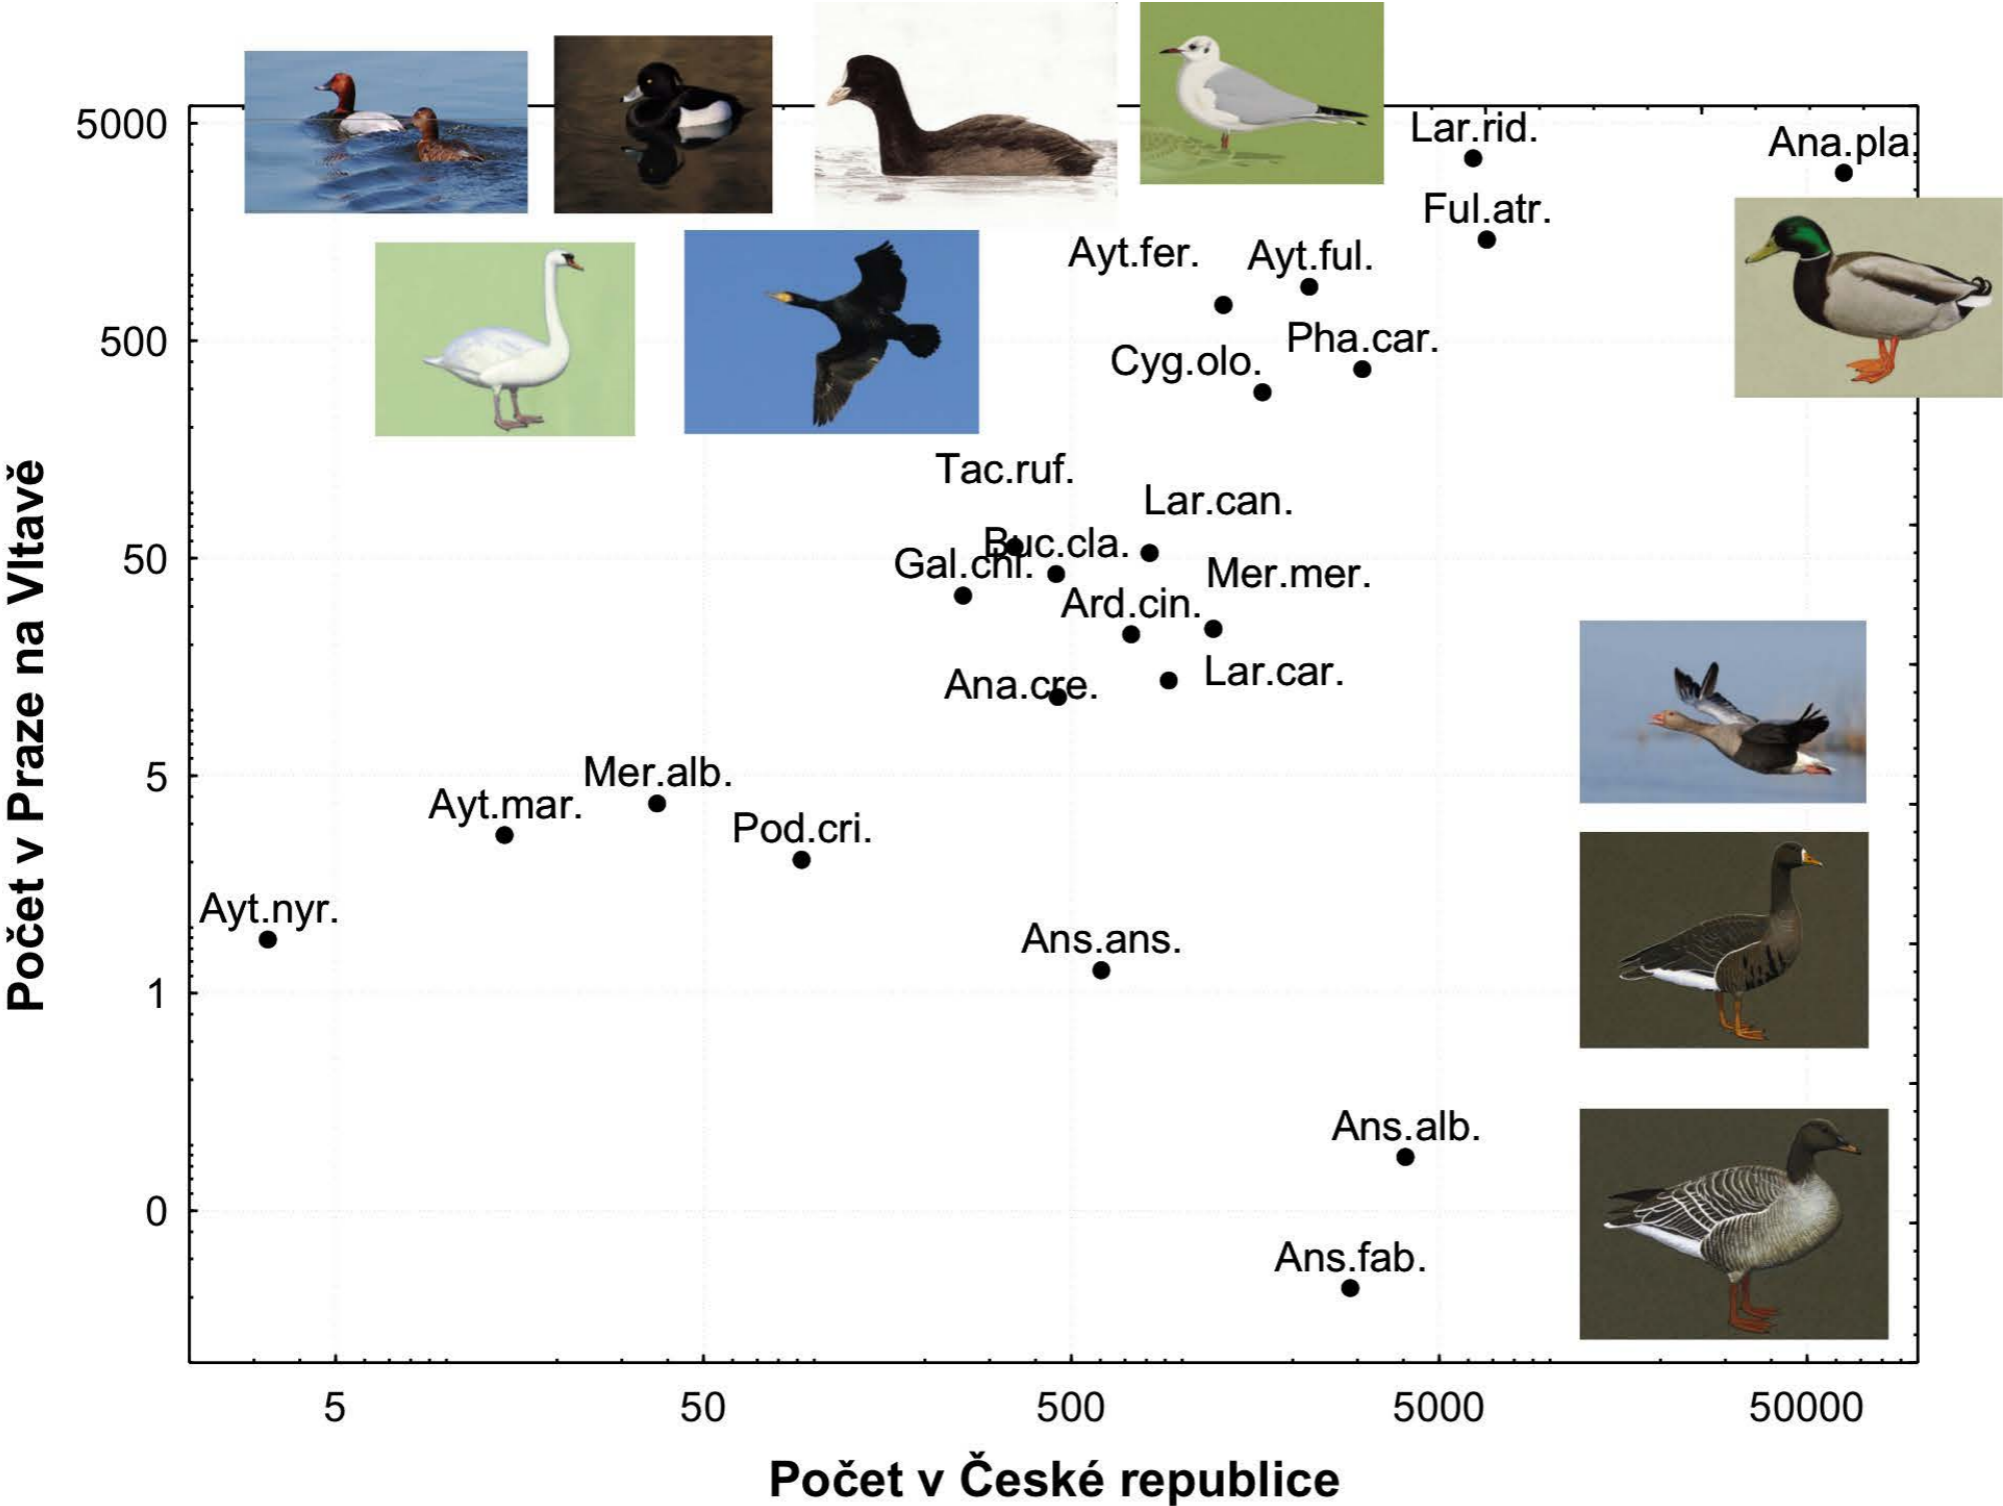 5000
Lar.rid.
Ana.pla.
Ful.atr.
Ayt.fer.
Ayt.ful.
500
Pha.car.
Cyg.olo.
Tac.ruf.
Lar.can.
Buc.cla.
50
Gal.chl.
Mer.mer.
Ard.cin.
Lar.car.
Ana.cre.
5
Mer.alb.
Ayt.mar.
Pod.cri.
Ayt.nyr.
Ans.ans.
1
Ans.alb.
0
Ans.fab.
5
50
500
5000
50000
Počet v Praze na Vltavě
Počet v České republice